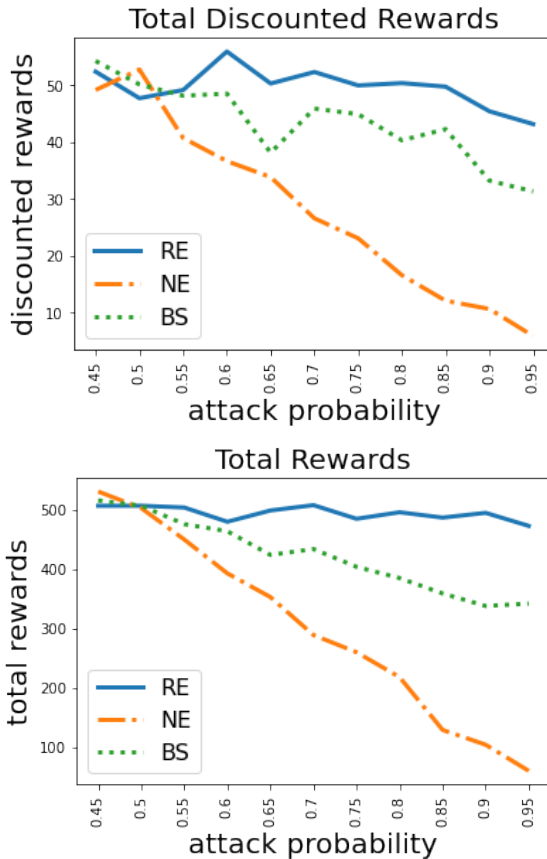 Total Discounted Rewards
discounted rewards
50
40
30
20
10
RE
NE
BS
0.45
0.5
0.55
0.6
0.65
0.7
0.75
0.8
0.85
0.9
0.95
attack probability
Total Rewards
total rewards
500
400
300
200
100
RE
NE
BS
0.45
0.5
0.55
0.6
0.65
0.7
0.75
0.8
0.85
0.9
0.95
attack probability